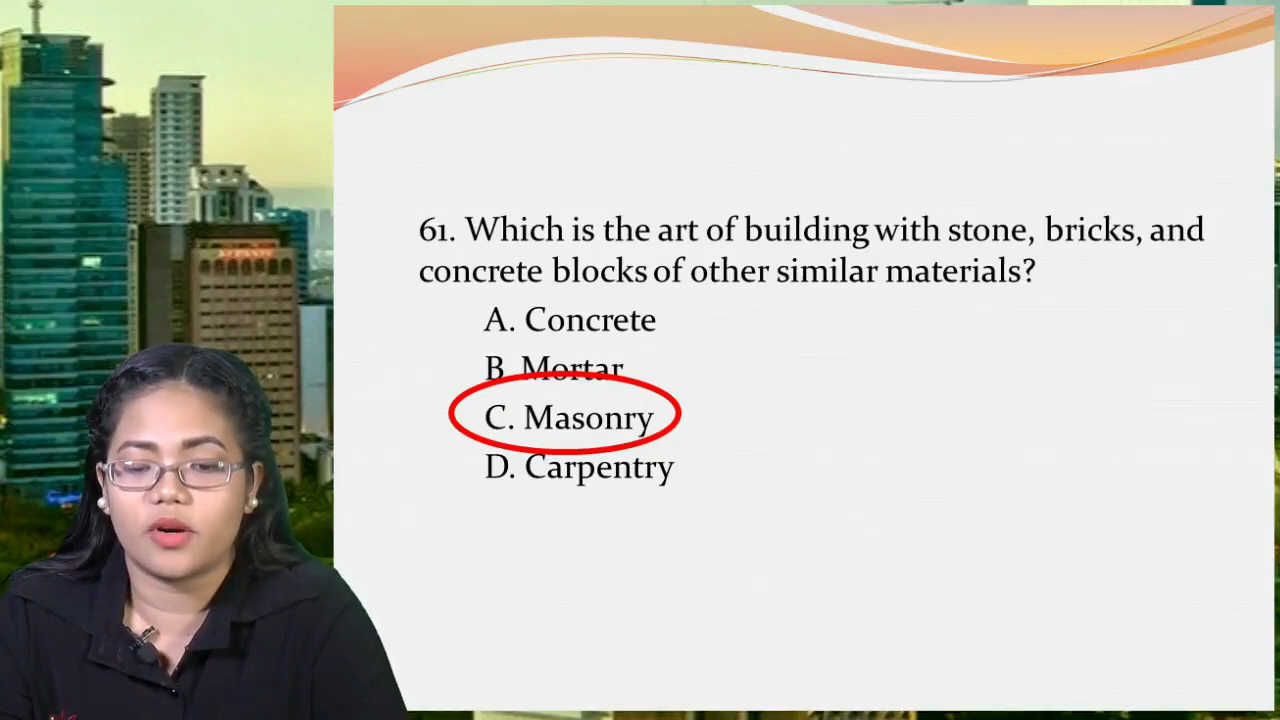 61. Which is the art of building with stone, bricks, and
concrete blocks of other similar materials?
A. Concrete
B. Mortar
C. Masonry
D. Carpentry